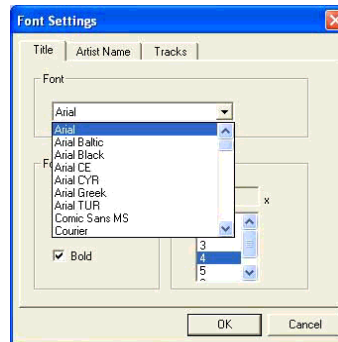 Font Settings
Title
Artist Name
Tracks
Font
Arial
Arial
Arial Baltic
Arial Black
Arial CE
Arial CYR
Arial Greek
Arial TUR
Comic Sans MS
Courier
Fo
x
3
4
5
Bold
OK
Cancel